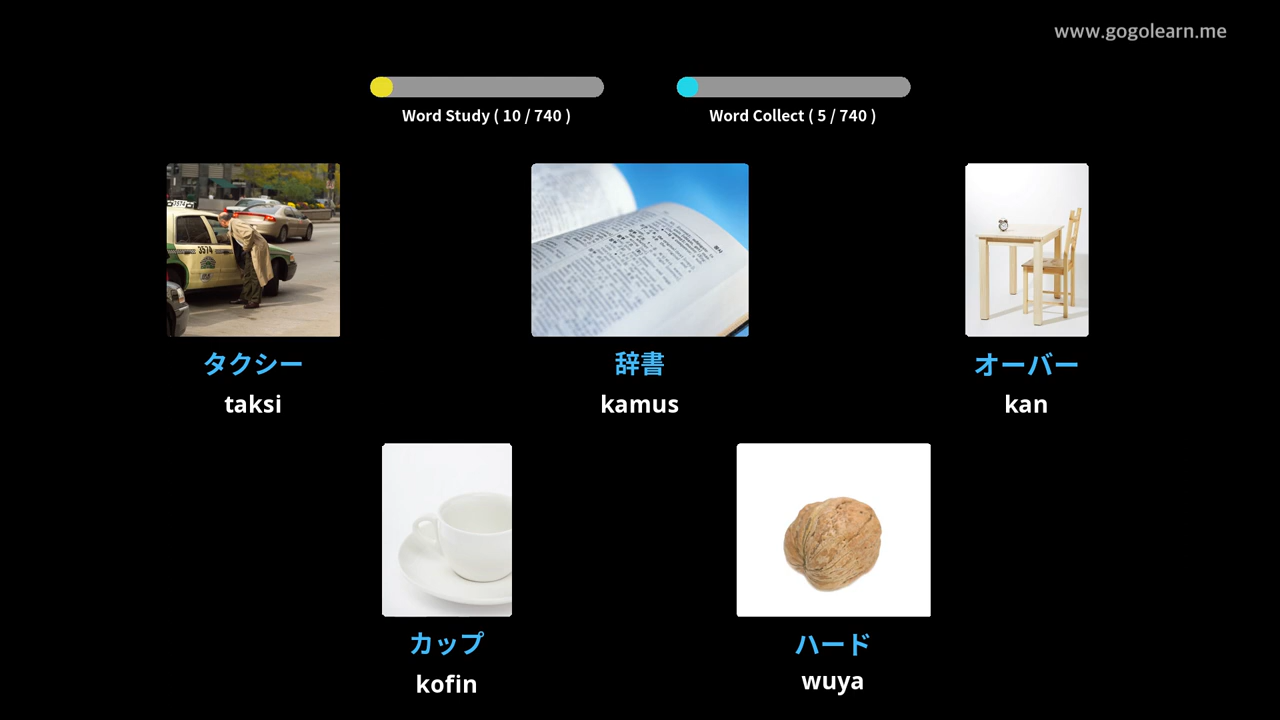 www.gogolearn.me
Word Study ( 10 / 740 )
Word Collect ( 5 / 740 )
3574
タクシー
taksi
辞書
kamus
オーバー
kan
カップ
kofin
ハード
wuya